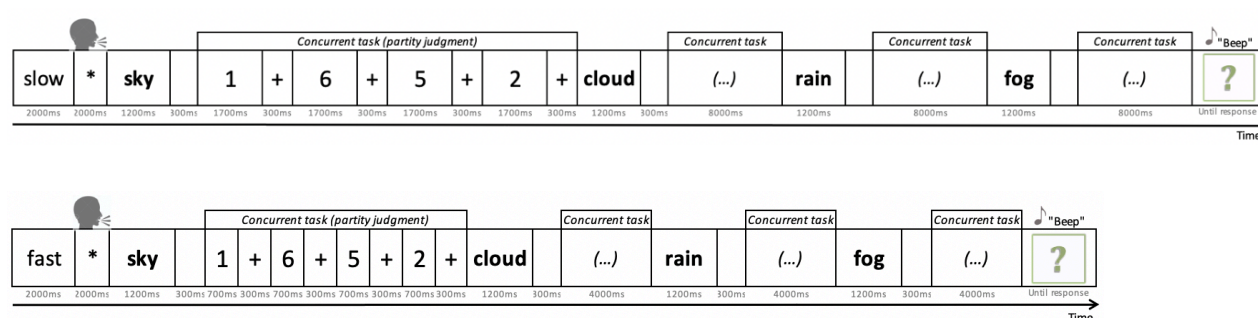 Concurrent task (partity judgment) Concurrent task Concurrent task Concurrent task "Beep"
slow * sky 1 + 6 + 5 + 2 + cloud (...) rain (...) fog (...) ?
2000ms 2000ms 1200ms 300ms 1700ms 300ms 1700ms 300ms 1700ms 300ms 1700ms 300ms 1200ms 300ms 8000ms 1200ms 8000ms 1200ms 8000ms Until response
Time
Concurrent task (partity judgment) Concurrent task Concurrent task Concurrent task "Beep"
fast * sky 1 + 6 + 5 + 2 + cloud (...) rain (...) fog (...) ?
2000ms 2000ms 1200ms 300ms 700ms 300ms 700ms 300ms 700ms 300ms 700ms 300ms 1200ms 300ms 4000ms 1200ms 300ms 4000ms 1200ms 300ms 4000ms Until response
Time